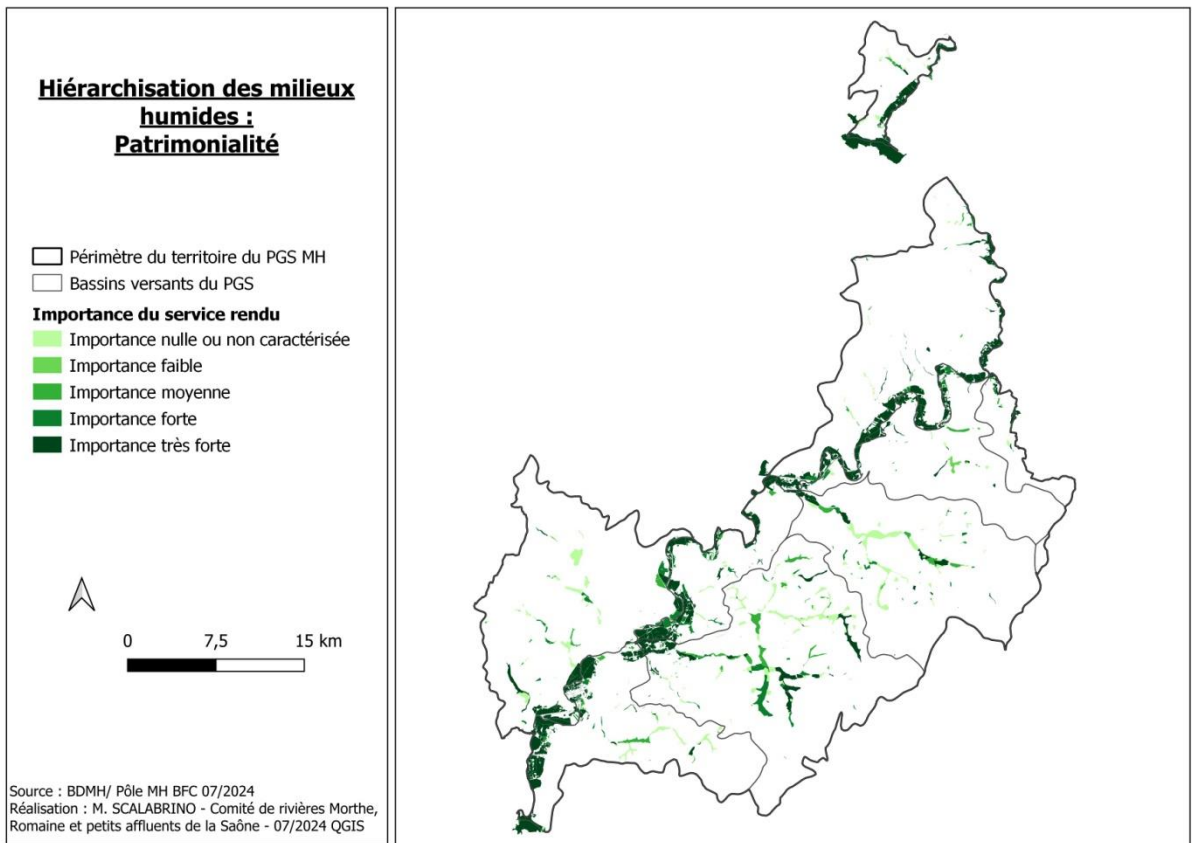 Hiérarchisation des milieux
humides :
Patrimonialité
Périmètre du territoire du PGS MH
Bassins versants du PGS
Importance du service rendu
Importance nulle ou non caractérisée
Importance faible
Importance moyenne
Importance forte
Importance très forte
0 7,5 15 km
Source : BDMH/ Pôle MH BFC 07/2024
Réalisation : M. SCALABRINO - Comité de rivières Morthe,
Romaine et petits affluents de la Saône - 07/2024 QGIS